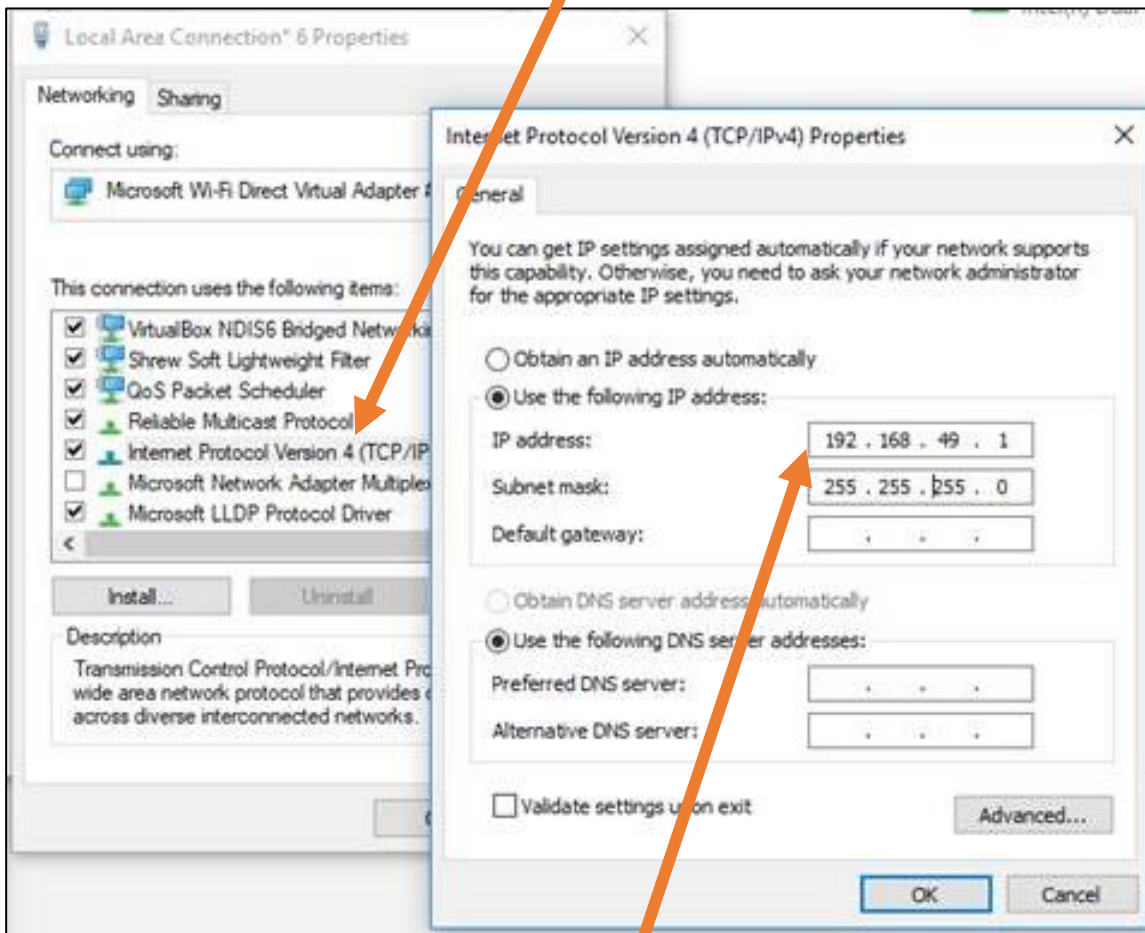 Local Area Connection* 6 Properties
Networking Sharing
Connect using:
Microsoft Wi-Fi Direct Virtual Adapter
This connection uses the following items:
VirtualBox NDIS6 Bridged
Shrew Soft Lightweight Filter
QoS Packet Scheduler
Reliable Multicast Protocol
Internet Protocol Version 4 (TCP/IP
Microsoft Network Adapter
Microsoft LLDP Protocol Driver
Install... Uninstall
Description
Transmission Control Protocol/Internet
wide area network protocol that provides
across diverse interconnected networks.
Internet Protocol Version 4 (TCP/IPv4) Properties
General
You can get IP settings assigned automatically if your network supports
this capability. Otherwise, you need to ask your network administrator
for the appropriate IP settings.
Obtain an IP address automatically
Use the following IP address:
IP address: 192 . 168 . 49 . 1
Subnet mask: 255 . 255 . 255 . 0
Default gateway: . . .
Obtain DNS server address automatically
Use the following DNS server addresses:
Preferred DNS server: . . .
Alternative DNS server: . . .
Validate settings upon exit
Advanced...
OK Cancel